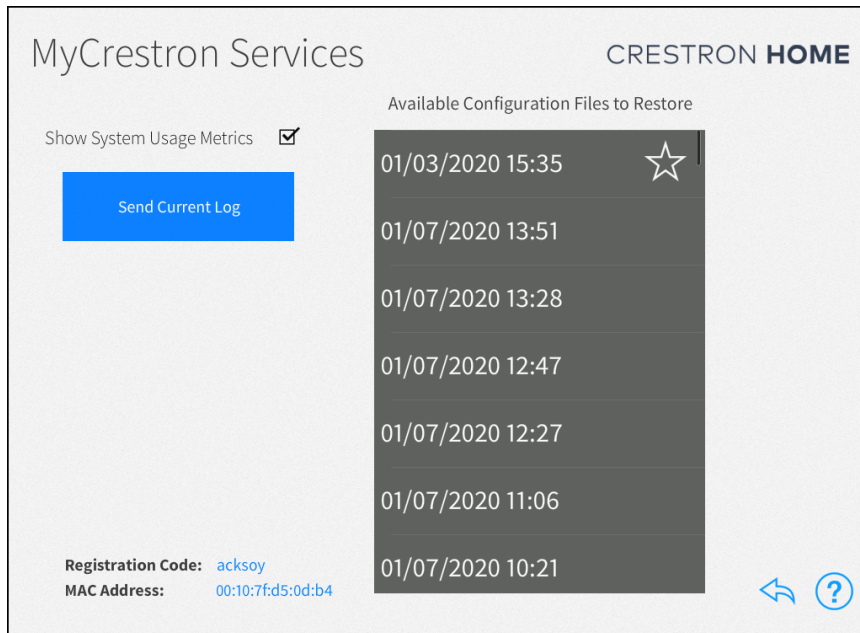 MyCrestron Services
CRESTRON HOME
Available Configuration Files to Restore
Show System Usage Metrics
Send Current Log
01/03/2020 15:35
01/07/2020 13:51
01/07/2020 13:28
01/07/2020 12:47
01/07/2020 12:27
01/07/2020 11:06
01/07/2020 10:21
Registration Code: acksoy
MAC Address: 00:10:7f:d5:0d:b4
?